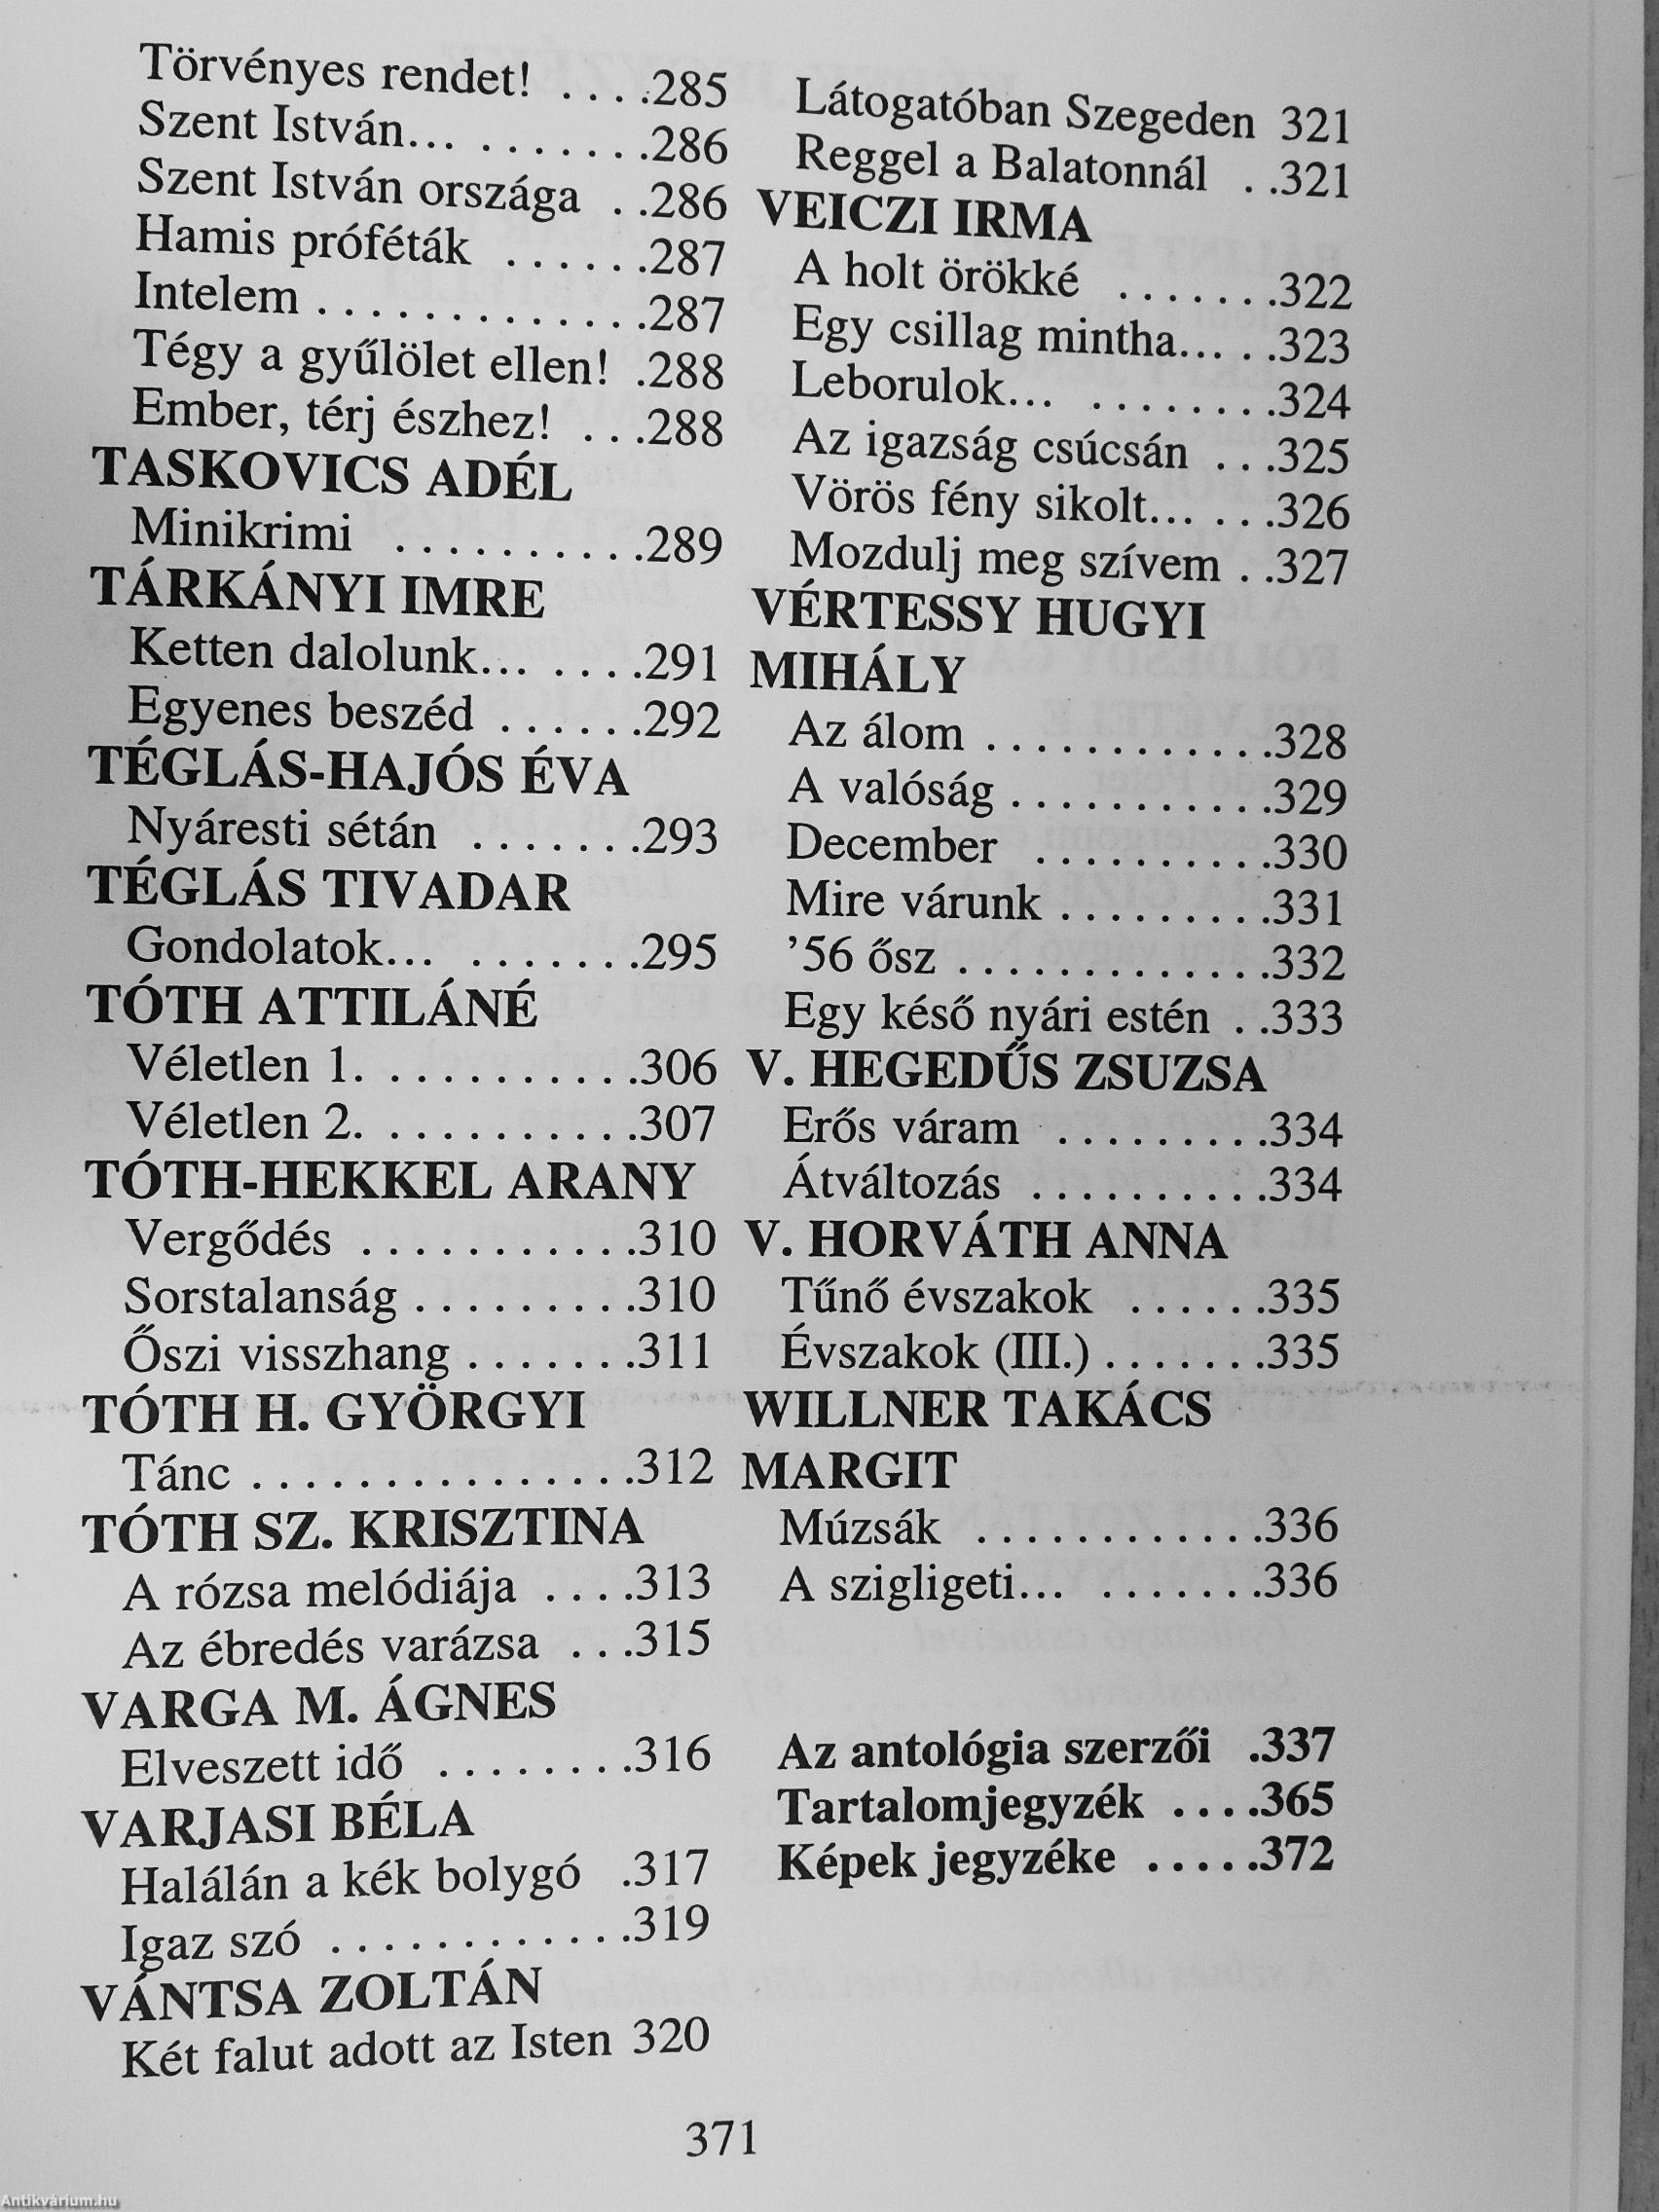 Törvényes rendet! . . . .285
Szent István... . . . . . . .286
Szent István országa . .286
Hamis próféták . . . . . .287
Intelem . . . . . . . . . . . . .287
Tégy a gyűlölet ellen! .288
Ember, térj észhez! . . .288
TASKOVICS ADÉL
Minikrimi . . . . . . . . . .289
TÁRKÁNYI IMRE
Ketten dalolunk... . . . .291
Egyenes beszéd . . . . . .292
TÉGLÁS-HAJÓS ÉVA
Nyáresti sétán . . . . . . .293
TÉGLÁS TIVADAR
Gondolatok... . . . . . . .295
TÓTH ATTILÁNÉ
Véletlen 1. . . . . . . . . . .306
Véletlen 2. . . . . . . . . . .307
TÓTH-HEKKEL ARANY
Vergődés . . . . . . . . . . .310
Sorstalanság . . . . . . . . .310
Őszi visszhang . . . . . . .311
TÓTH H. GYÖRGYI
Tánc . . . . . . . . . . . . . . .312
TÓTH SZ. KRISZTINA
A rózsa melódiája . . . .313
Az ébredés varázsa . . .315
VARGA M. ÁGNES
Elveszett idő . . . . . . . .316
VARJASI BÉLA
Halálán a kék bolygó .317
Igaz szó . . . . . . . . . . . .319
VÁNTSA ZOLTÁN
Két falut adott az Isten 320
Látogatóban Szegeden 321
Reggel a Balatonnál . .321
VEICZI IRMA
A holt örökké . . . . . . .322
Egy csillag mintha... . .323
Leborulok... . . . . . . . .324
Az igazság csúcsán . . .325
Vörös fény sikolt... . . .326
Mozdulj meg szívem . .327
VÉRTESSY HUGYI
MIHÁLY
Az álom . . . . . . . . . . . .328
A valóság . . . . . . . . . . .329
December . . . . . . . . . .330
Mire várunk . . . . . . . . .331
’56 ősz . . . . . . . . . . . . .332
Egy késő nyári estén . .333
V. HEGEDŰS ZSUZSA
Erős váram . . . . . . . . .334
Átváltozás . . . . . . . . . .334
V. HORVÁTH ANNA
Tűnő évszakok . . . . . .335
Évszakok (III.) . . . . . . .335
WILLNER TAKÁCS
MARGIT
Múzsák . . . . . . . . . . . .336
A szigligeti... . . . . . . .336
Az antológia szerzői .337
Tartalomjegyzék . . . .365
Képek jegyzéke . . . . .372
371
Antikvárium.hu